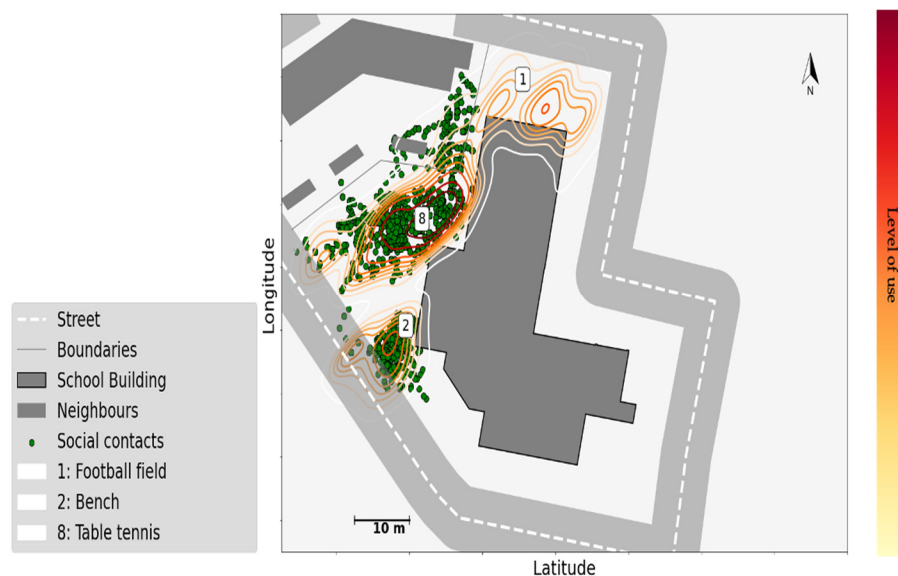 1
N
8
2
Longitude
Street
Boundaries
School Building
Neighbours
Social contacts
1: Football field
2: Bench
8: Table tennis
10 m
Latitude
Level of use